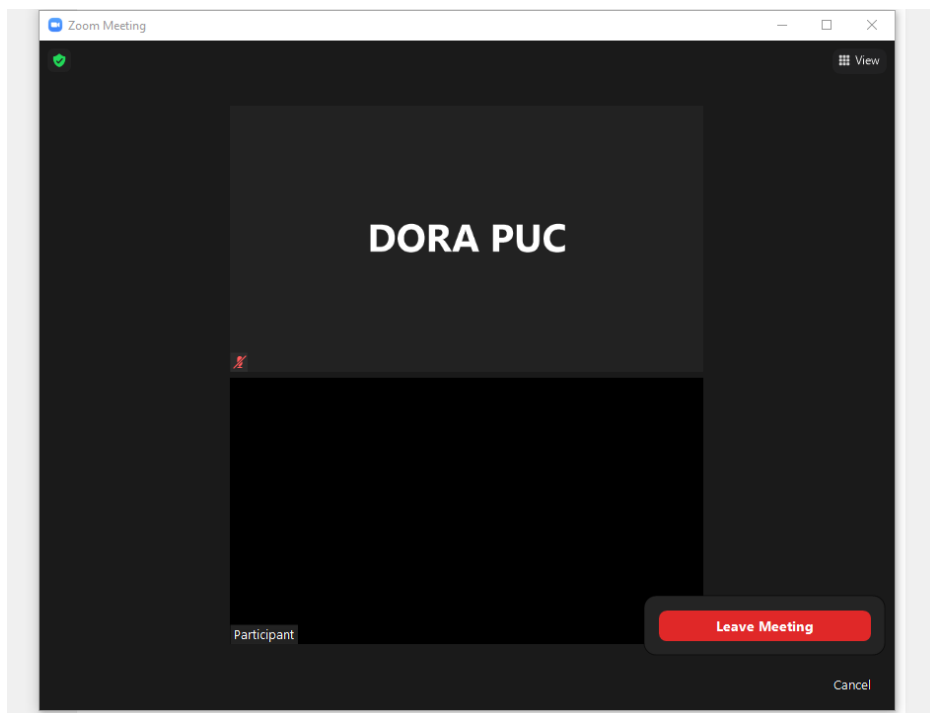 Zoom Meeting
View
DORA PUC
Participant
Leave Meeting
Cancel